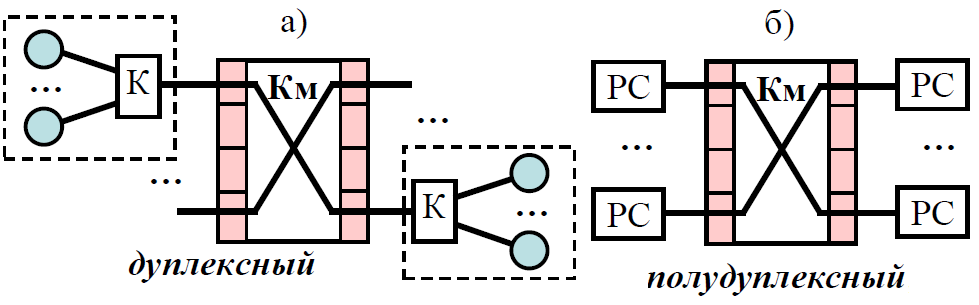 а)
К
...
Км
...
...
К
...
дуплексный
б)
РС
Км
РС
...
...
РС
РС
полудуплексный